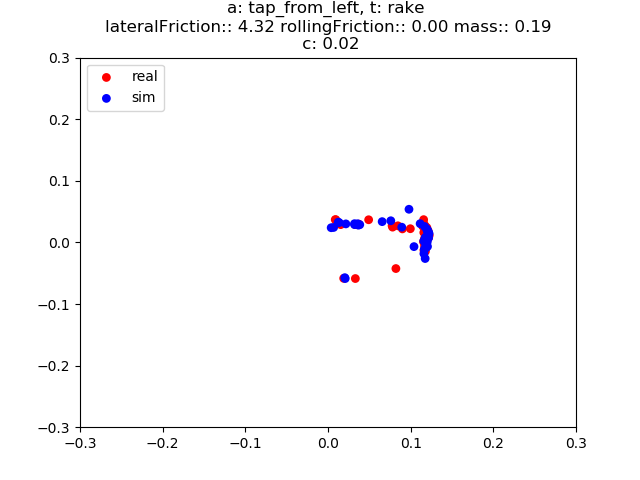 a: tap_from_left, t: rake
lateralFriction:: 4.32 rollingFriction:: 0.00 mass:: 0.19
c: 0.02
real
sim
0.3
0.2
0.1
0.0
−0.1
−0.2
−0.3
−0.3 −0.2 −0.1 0.0 0.1 0.2 0.3